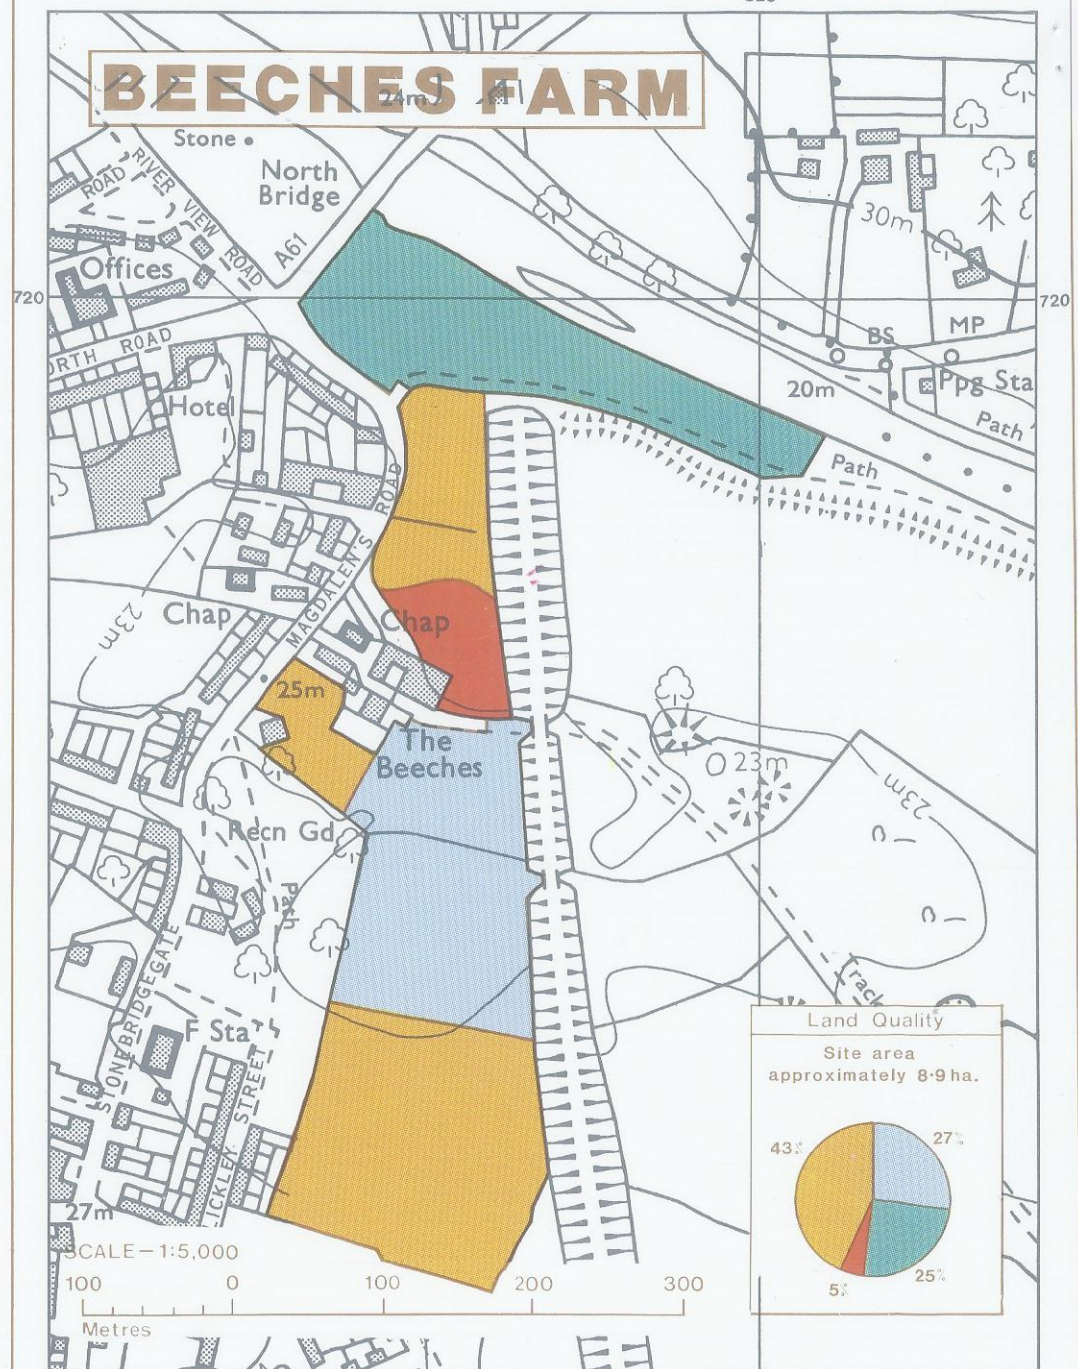 BEECHES FARM
24m
Stone
North
Bridge
RIVER VIEW ROAD
ROAD
A61
Offices
30m
720
720
BS
MP
ORTH ROAD
Hotel
20m
Ppg Sta
Path
Path
MAGDALEN'S ROAD
Chap
Chap
23m
25m
The
Beeches
23m
23m
Recn Gd
Path
Track
STONEBRIDGEGATE
F Sta
LICKLEY STREET
27m
Land Quality
Site area
approximately 8·9 ha.
43%
27%
25%
5%
SCALE-1:5,000
100 0 100 200 300
Metres